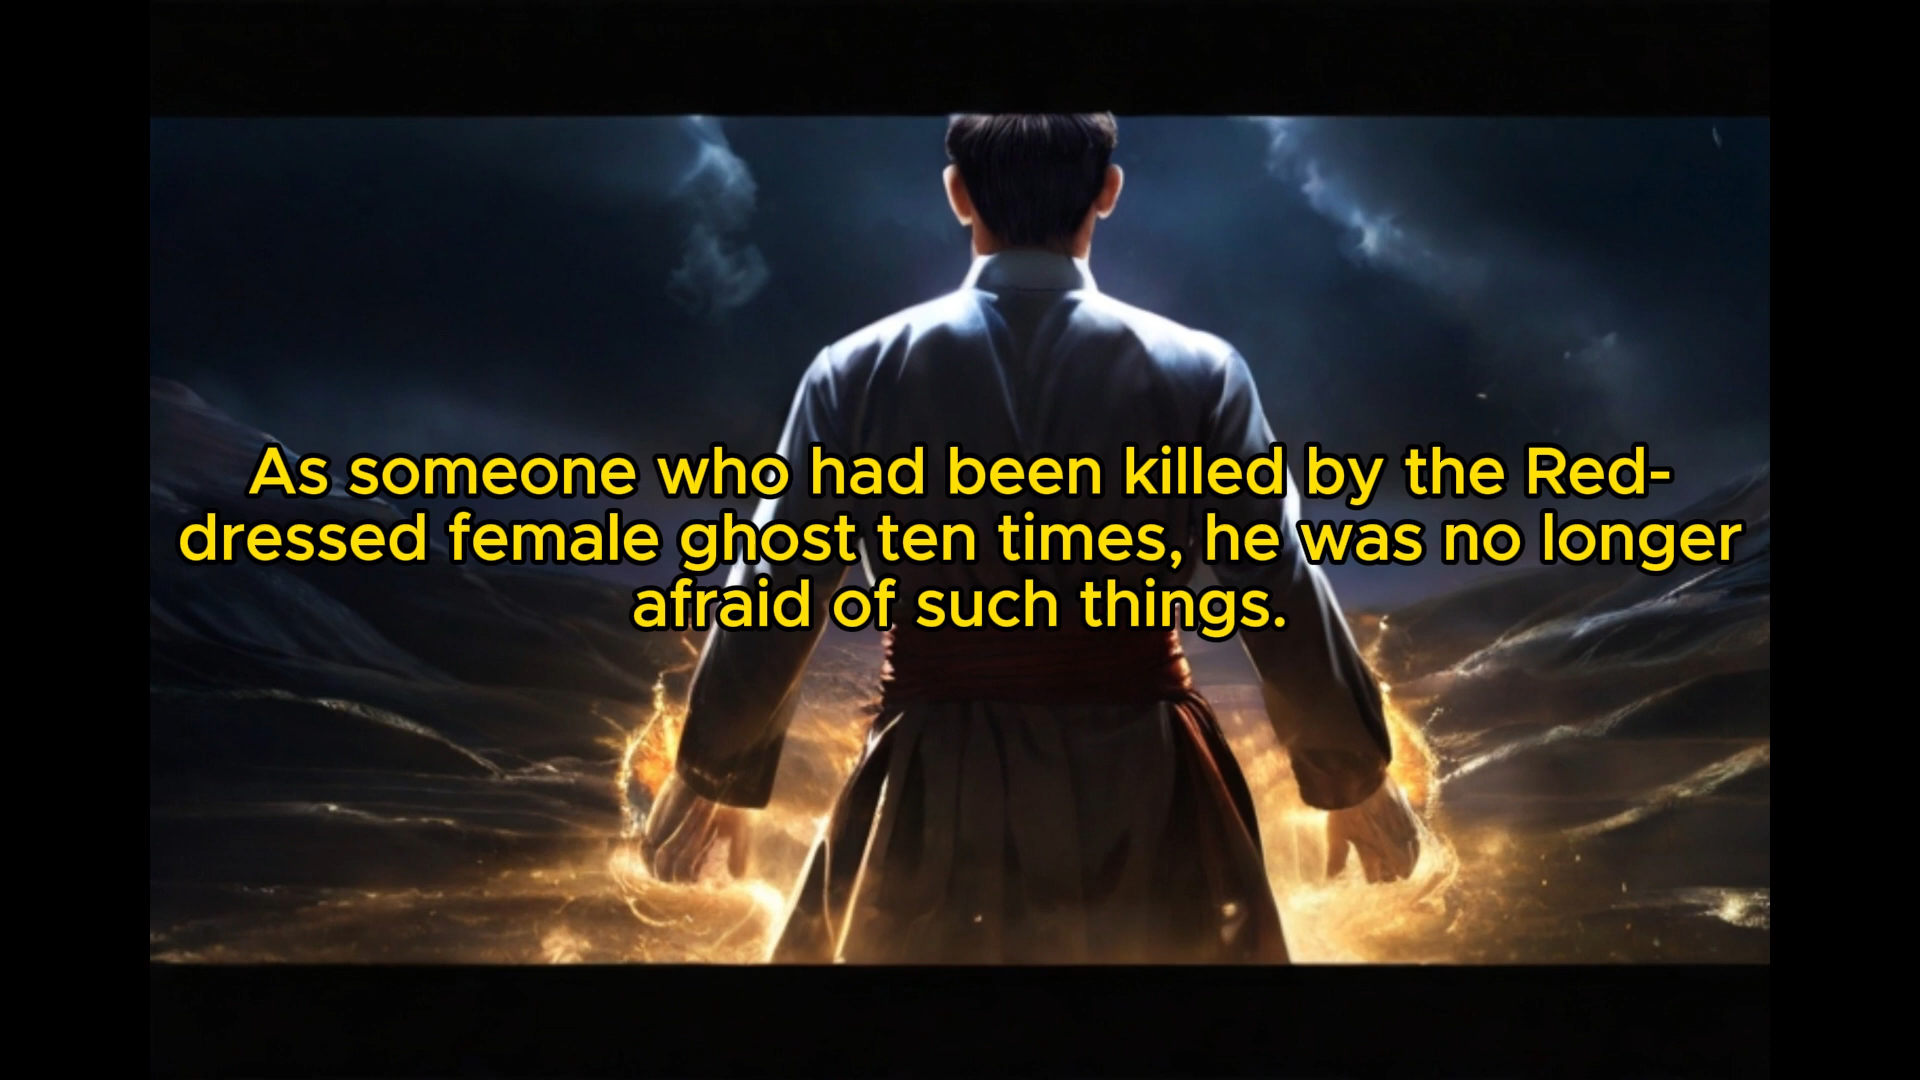 As someone who had been killed by the Red-
dressed female ghost ten times, he was no longer
afraid of such things.